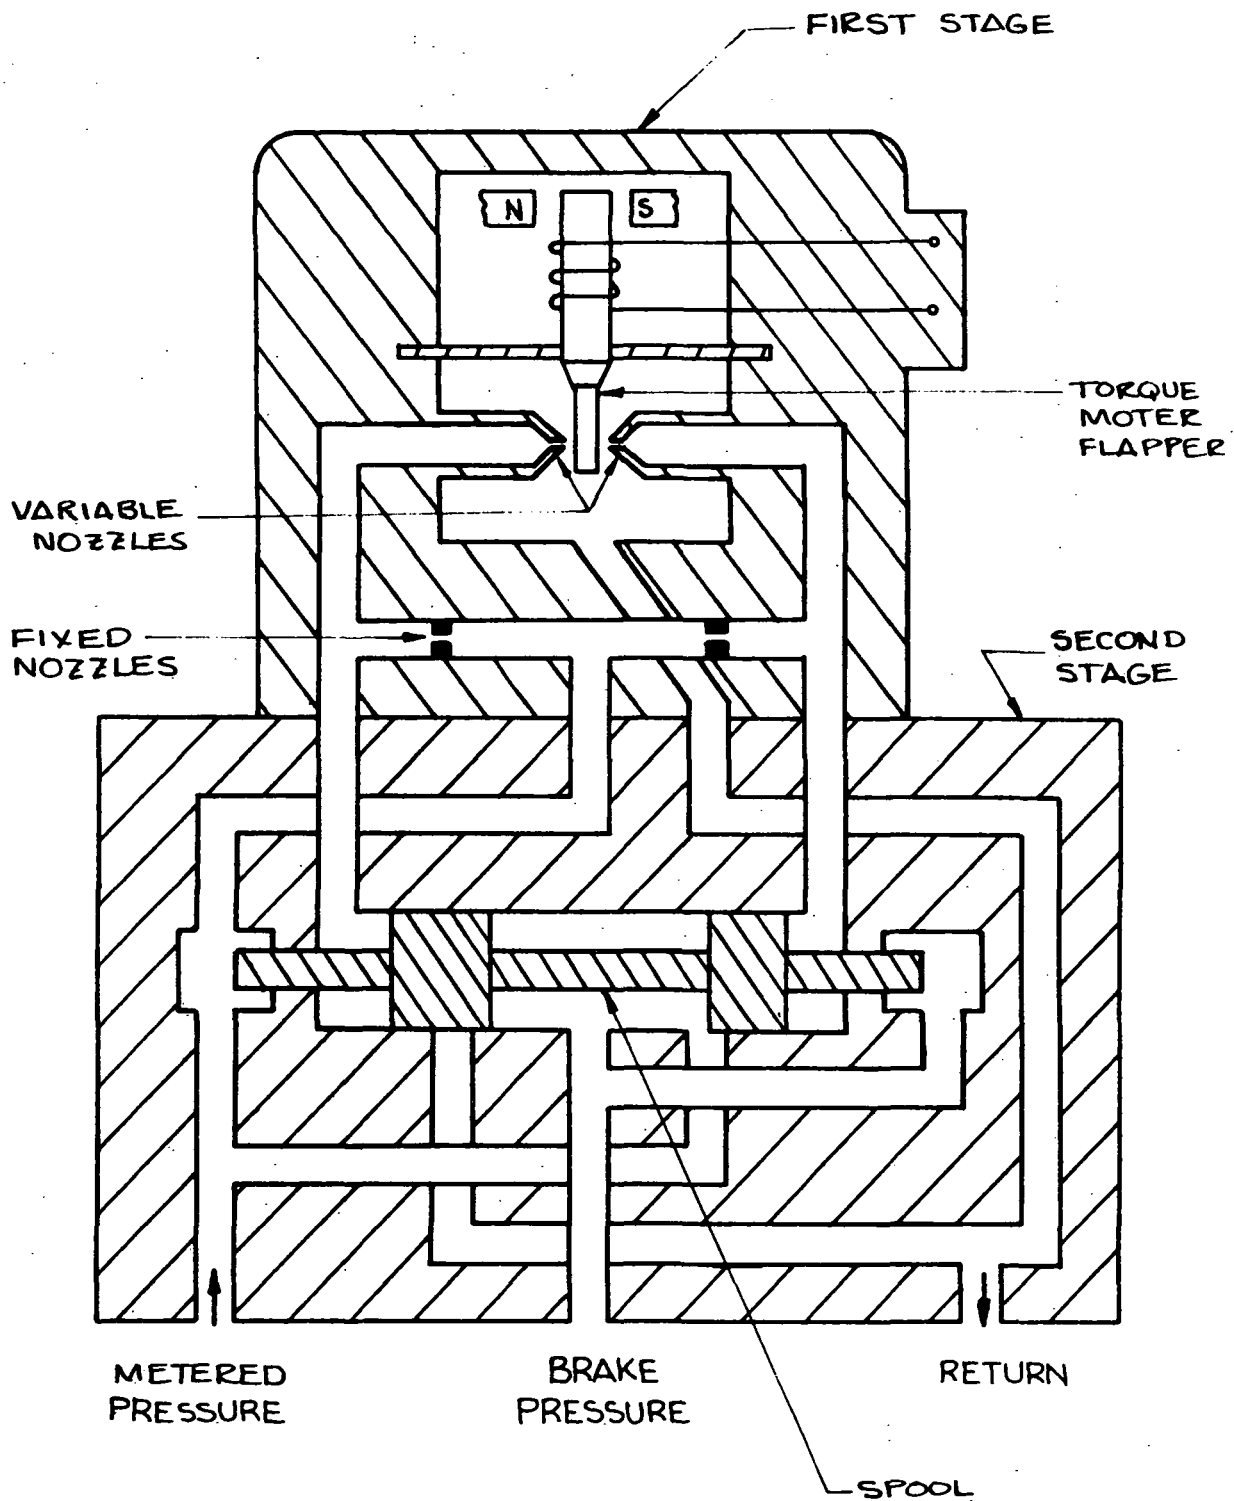 FIRST STAGE
N
S
TORQUE
MOTER
FLAPPER
VARIABLE
NOZZLES
FIXED
NOZZLES
SECOND
STAGE
METERED
PRESSURE
BRAKE
PRESSURE
RETURN
SPOOL